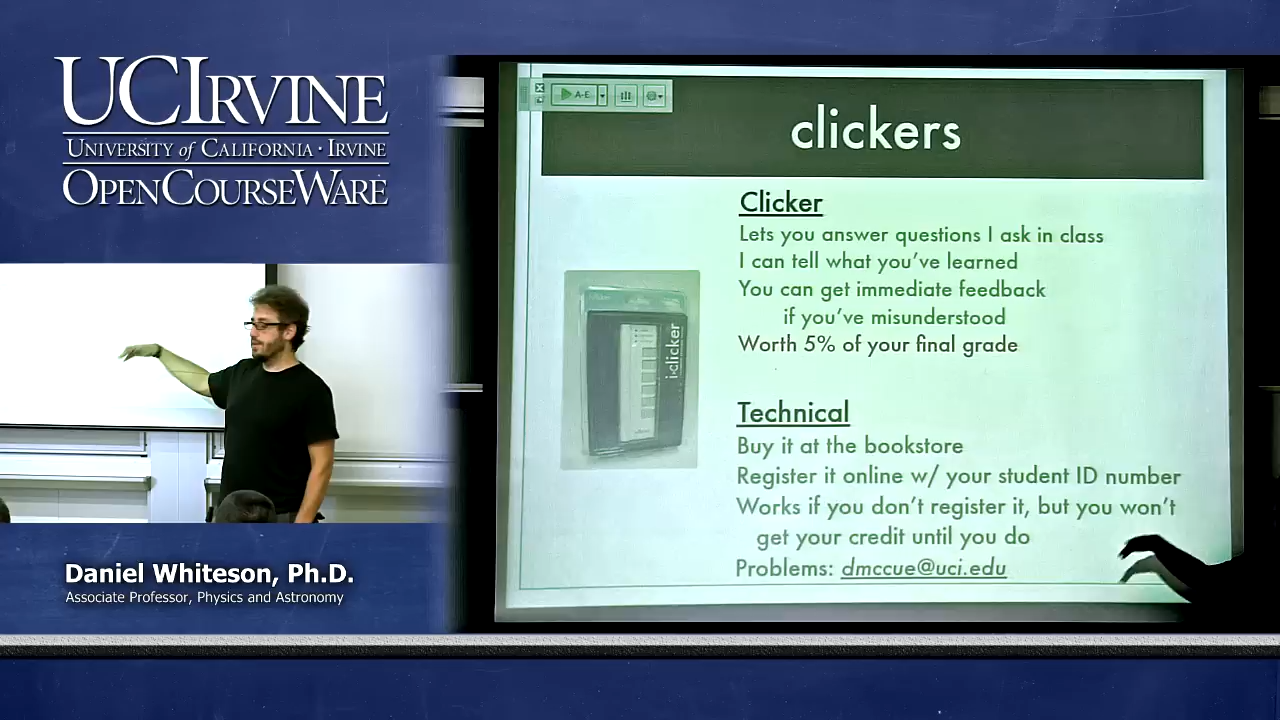 UCIRVINE
UNIVERSITY of CALIFORNIA · IRVINE
OPENCOURSEWARE
A-E
clickers
Clicker
Lets you answer questions I ask in class
I can tell what you've learned
You can get immediate feedback
if you've misunderstood
Worth 5% of your final grade
i-clicker
Technical
Buy it at the bookstore
Register it online w/ your student ID number
Works if you don't register it, but you won't
get your credit until you do
Problems: dmccue@uci.edu
Daniel Whiteson, Ph.D.
Associate Professor, Physics and Astronomy